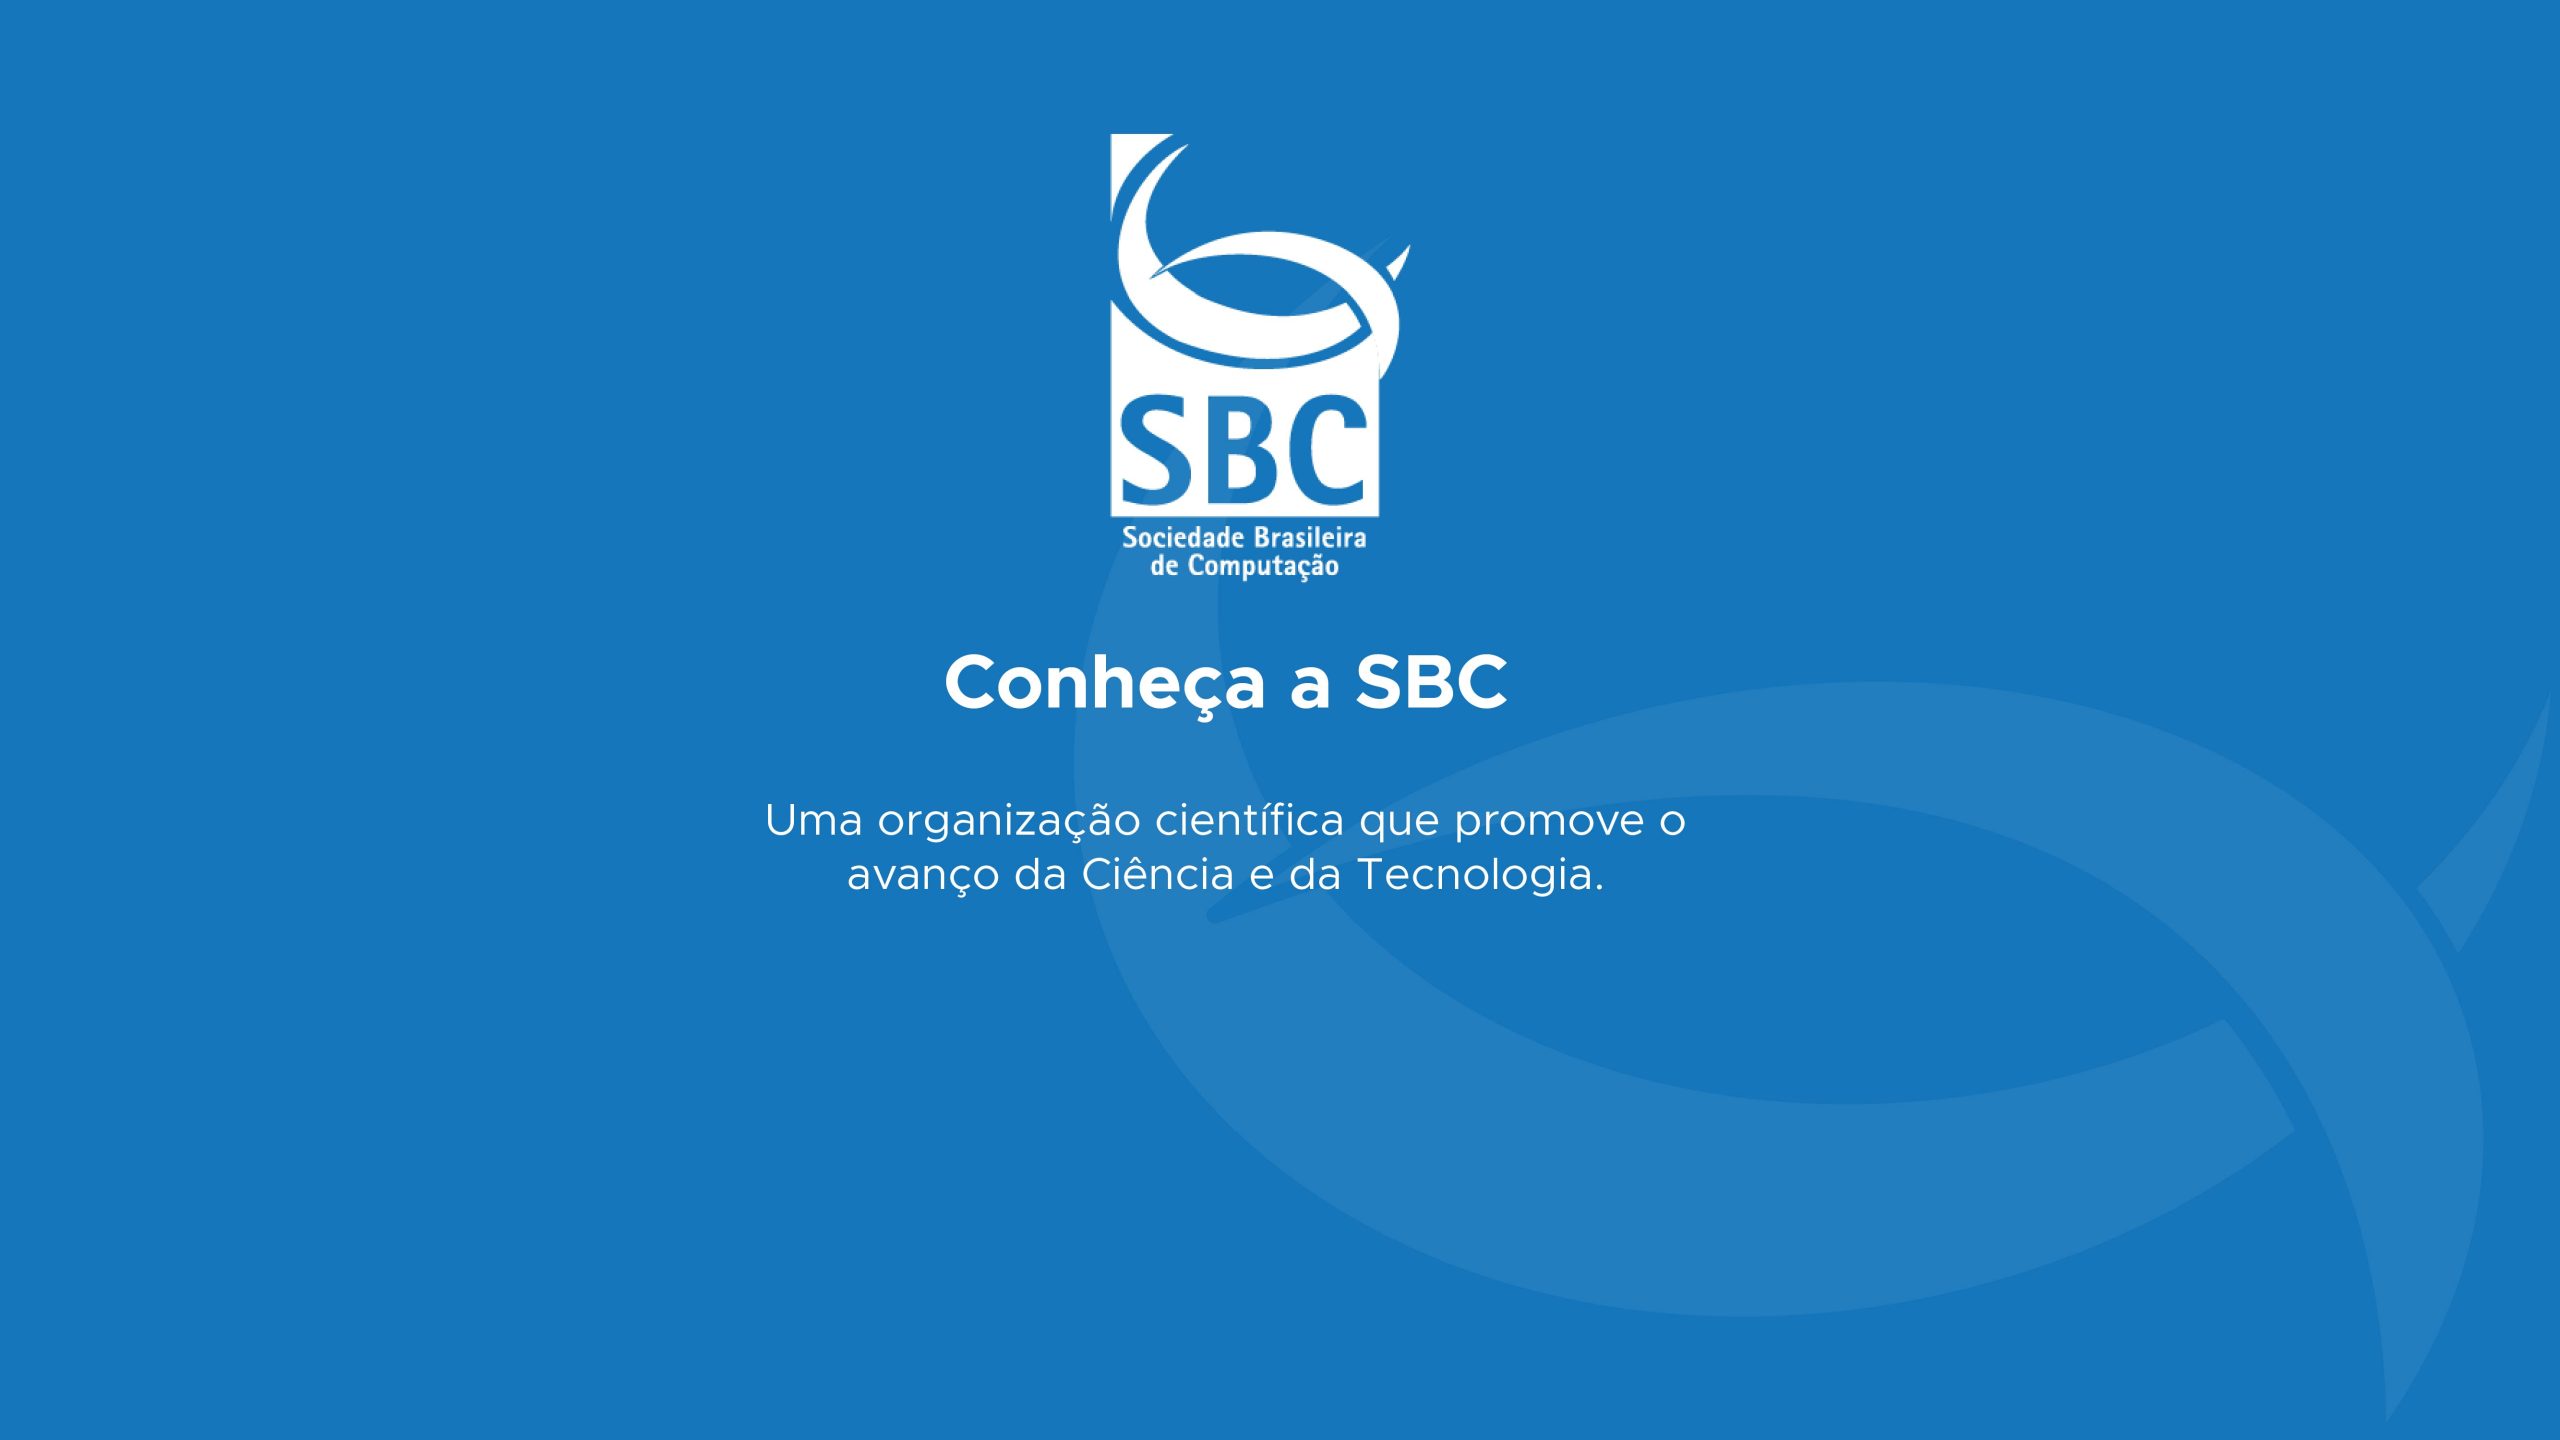 SBC
Sociedade Brasileira
de Computação
Conheça a SBC
Uma organização científica que promove o
avanço da Ciência e da Tecnologia.